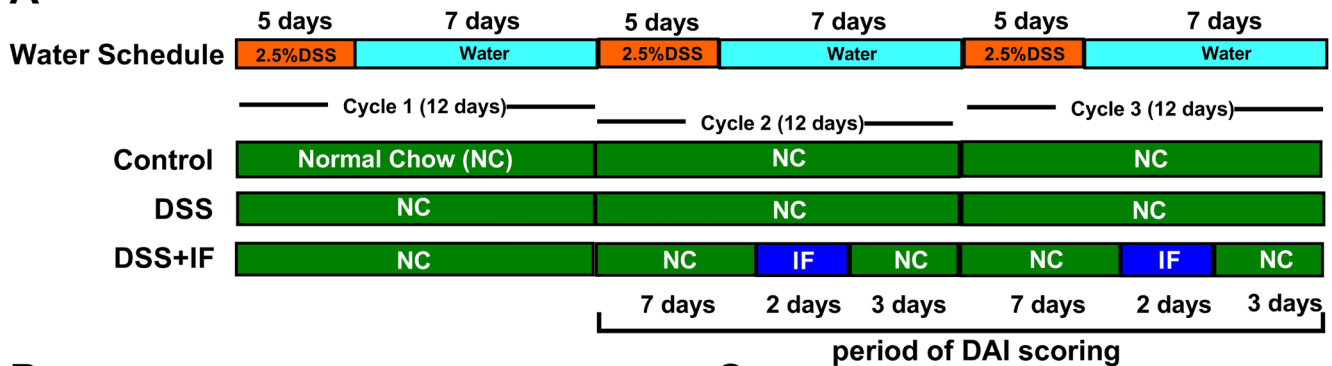 5 days 7 days 5 days 7 days 5 days 7 days
Water Schedule 2.5%DSS Water 2.5%DSS Water 2.5%DSS Water
Cycle 1 (12 days) Cycle 2 (12 days) Cycle 3 (12 days)
Control Normal Chow (NC) NC NC
DSS NC NC NC
DSS+IF NC NC IF NC NC IF NC
7 days 2 days 3 days 7 days 2 days 3 days
period of DAI scoring